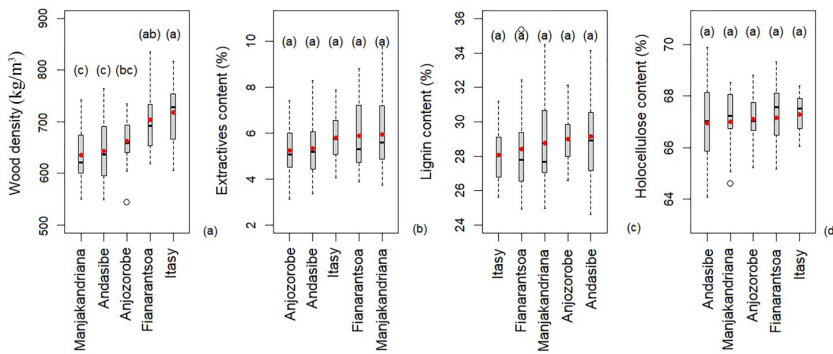 Wood density (kg/m³)
900
800
700
600
500
(c) (c) (bc) (ab) (a)
Manjakandriana
Andasibe
Anjozorobe
Fianarantsoa
Itasy
(a)
Extractives content (%)
10
8
6
4
2
(a) (a) (a) (a) (a)
Anjozorobe
Andasibe
Itasy
Fianarantsoa
Manjakandriana
(b)
Lignin content (%)
36
34
32
30
28
26
24
(a) (a) (a) (a) (a)
Itasy
Fianarantsoa
Manjakandriana
Anjozorobe
Andasibe
(c)
Holocellulose content (%)
70
68
66
64
(a) (a) (a) (a) (a)
Andasibe
Manjakandriana
Anjozorobe
Fianarantsoa
Itasy
(d